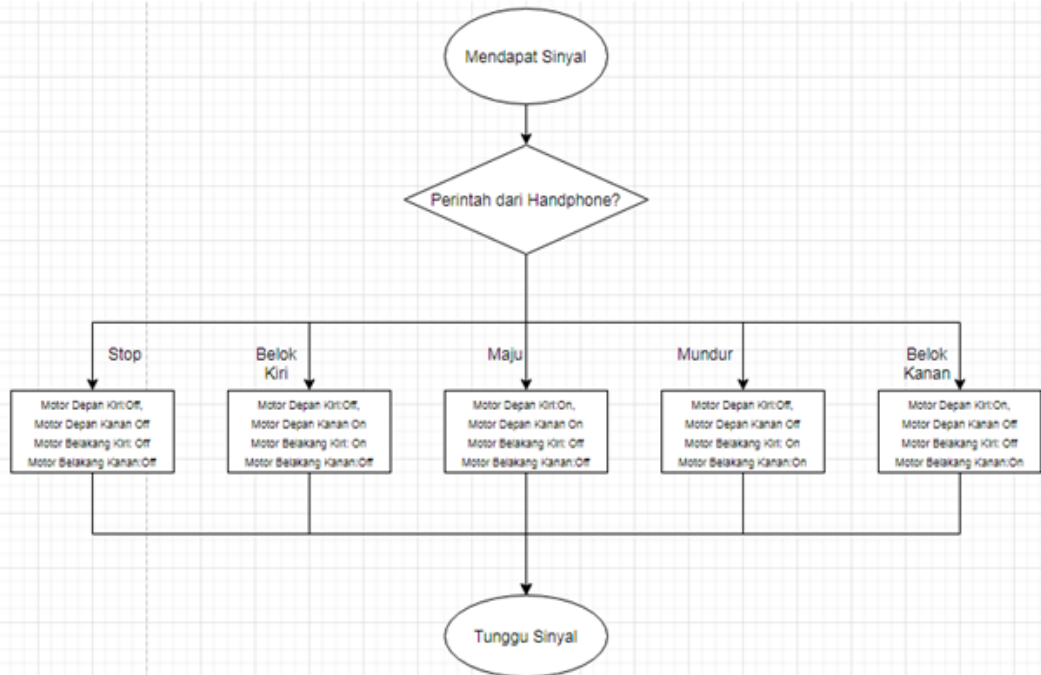 Mendapat Sinyal
Perintah dari Handphone?
Stop
Belok
Kiri
Maju
Mundur
Belok
Kanan
Motor Depan Kiri:Off,
Motor Depan Kanan Off
Motor Belakang Kiri: Off
Motor Belakang Kanan:Off
Motor Depan Kiri:Off,
Motor Depan Kanan On
Motor Belakang Kiri: On
Motor Belakang Kanan:Off
Motor Depan Kiri:On,
Motor Depan Kanan On
Motor Belakang Kiri: Off
Motor Belakang Kanan:Off
Motor Depan Kiri:Off,
Motor Depan Kanan Off
Motor Belakang Kiri: On
Motor Belakang Kanan:On
Motor Depan Kiri:On,
Motor Depan Kanan Off
Motor Belakang Kiri: Off
Motor Belakang Kanan:On
Tunggu Sinyal